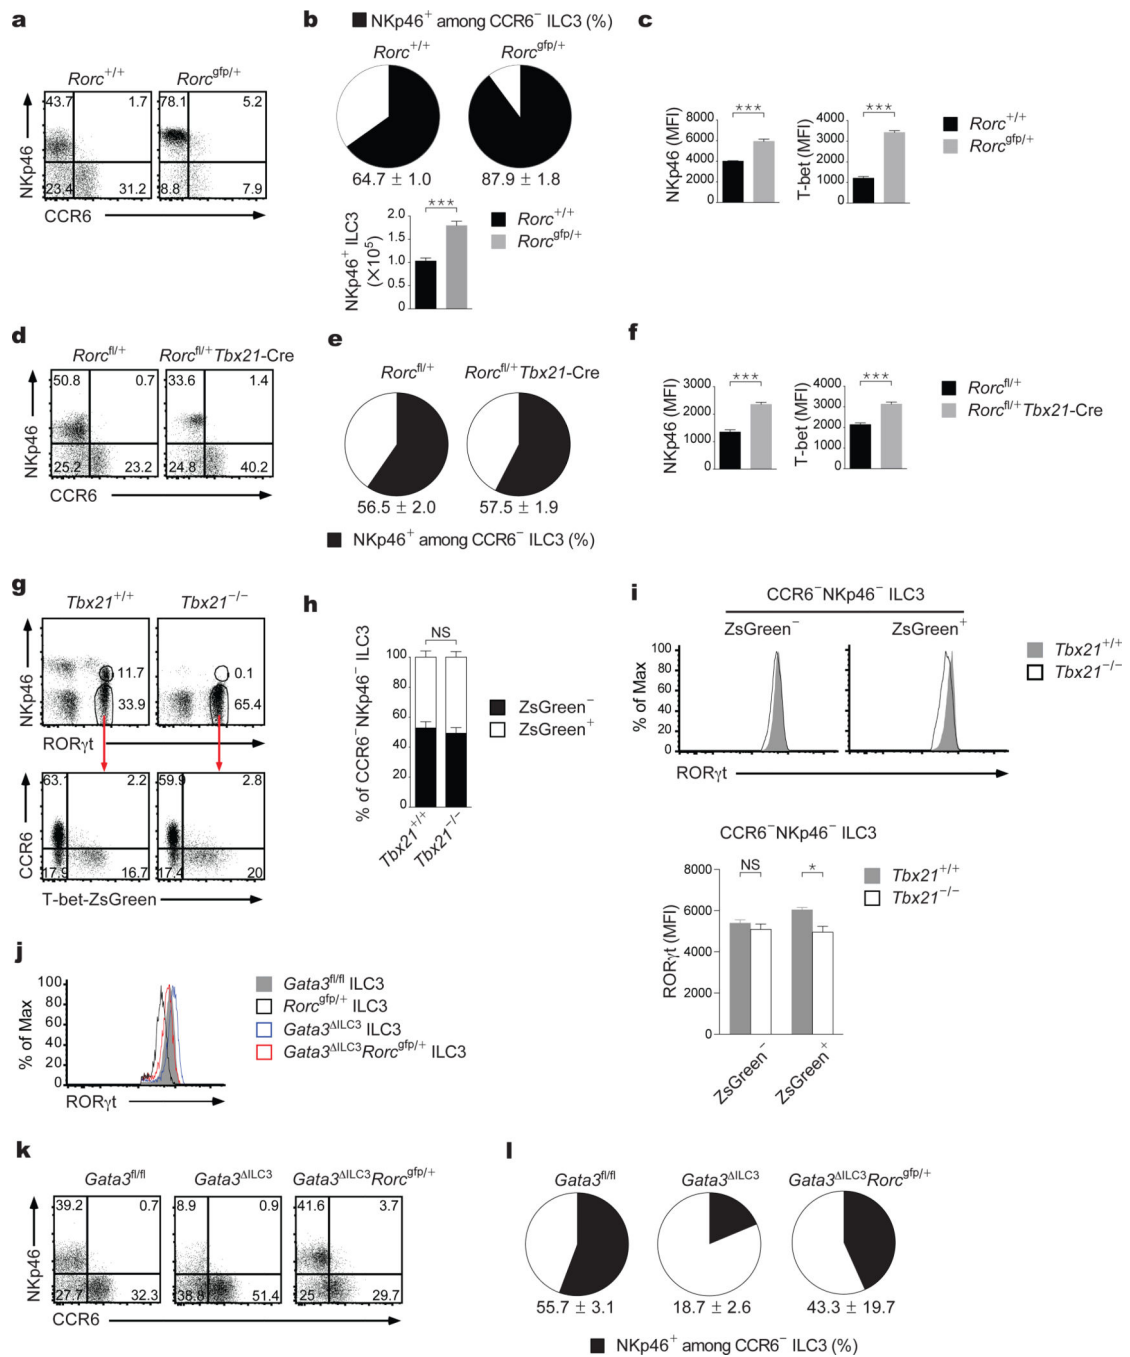 a
Rorc+/+ Rorcgfp/+
43.7 1.7 78.1 5.2
23.4 31.2 8.8 7.9
NKp46
CCR6
b
NKp46+ among CCR6− ILC3 (%)
Rorc+/+ Rorcgfp/+
64.7 ± 1.0 87.9 ± 1.8
NKp46+ ILC3 (×10⁵)
2.0
1.5
1.0
0.5
0
***
Rorc+/+
Rorcgfp/+
c
NKp46 (MFI)
8000
6000
4000
2000
0
***
T-bet (MFI)
4000
3000
2000
1000
0
***
Rorc+/+
Rorcgfp/+
d
Rorcfl/+ Rorcfl/+Tbx21-Cre
50.8 0.7 33.6 1.4
25.2 23.2 24.8 40.2
NKp46
CCR6
e
Rorcfl/+ Rorcfl/+Tbx21-Cre
56.5 ± 2.0 57.5 ± 1.9
NKp46+ among CCR6− ILC3 (%)
f
NKp46 (MFI)
3000
2000
1000
0
***
T-bet (MFI)
4000
3000
2000
1000
0
***
Rorcfl/+
Rorcfl/+Tbx21-Cre
g
Tbx21+/+ Tbx21−/−
11.7 0.1
33.9 65.4
NKp46
RORγt
63.1 2.2 59.9 2.8
17.9 16.7 17.4 20
CCR6
T-bet-ZsGreen
h
% of CCR6−NKp46− ILC3
100
80
60
40
20
0
NS
ZsGreen−
ZsGreen+
Tbx21+/+ Tbx21−/−
i
CCR6−NKp46− ILC3
ZsGreen− ZsGreen+
% of Max
100
80
60
40
20
0
RORγt
Tbx21+/+
Tbx21−/−
CCR6−NKp46− ILC3
RORγt (MFI)
8000
6000
4000
2000
0
NS *
Tbx21+/+
Tbx21−/−
ZsGreen− ZsGreen+
j
% of Max
100
80
60
40
20
0
RORγt
Gata3fl/fl ILC3
Rorcgfp/+ ILC3
Gata3ΔILC3 ILC3
Gata3ΔILC3Rorcgfp/+ ILC3
k
Gata3fl/fl Gata3ΔILC3 Gata3ΔILC3Rorcgfp/+
39.2 0.7 8.9 0.9 41.6 3.7
27.7 32.3 38.8 51.4 25 29.7
NKp46
CCR6
l
Gata3fl/fl Gata3ΔILC3 Gata3ΔILC3Rorcgfp/+
55.7 ± 3.1 18.7 ± 2.6 43.3 ± 19.7
NKp46+ among CCR6− ILC3 (%)